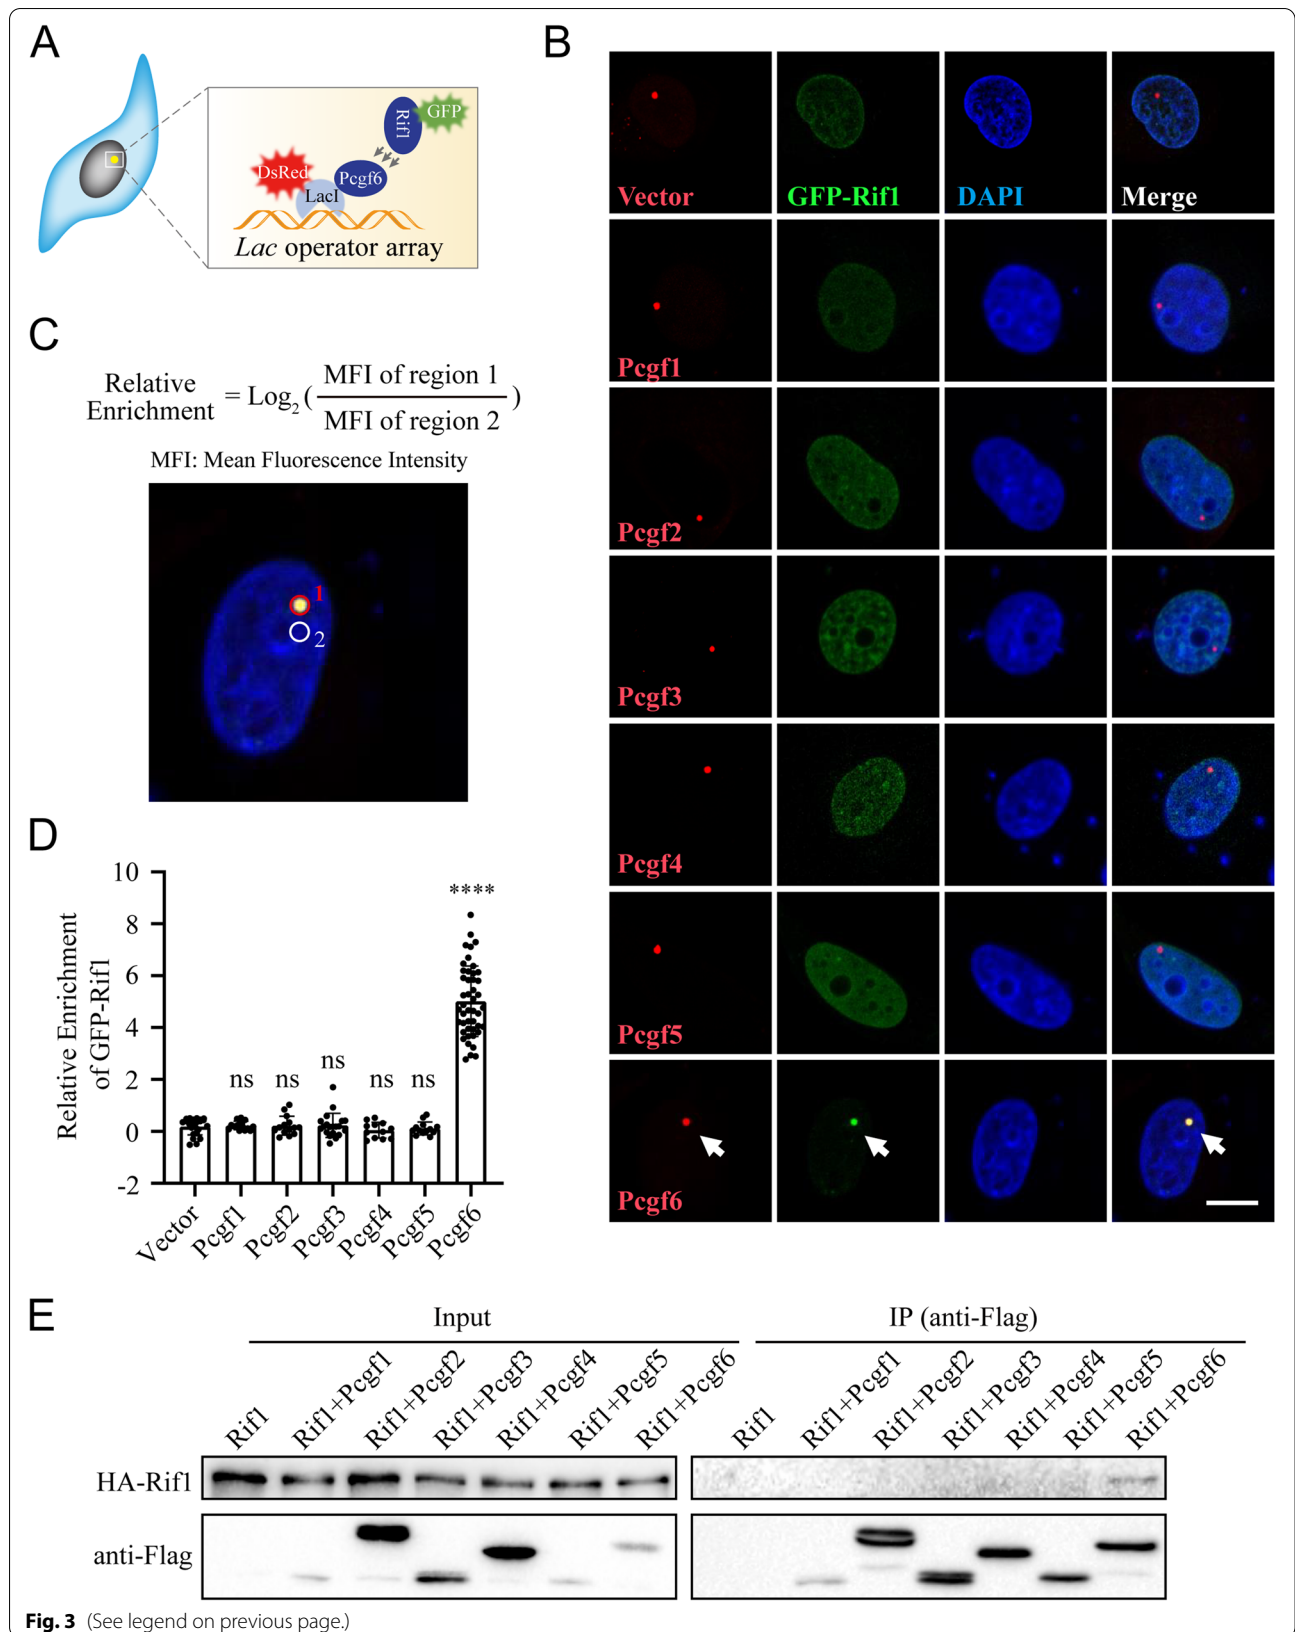 A
Rif1
GFP
DsRed
LacI
Pcgf6
Lac operator array
B
Vector
GFP-Rif1
DAPI
Merge
Pcgf1
Pcgf2
Pcgf3
Pcgf4
Pcgf5
Pcgf6
C
Relative Enrichment = Log2 ( MFI of region 1 / MFI of region 2 )
MFI: Mean Fluorescence Intensity
1
2
D
Relative Enrichment
of GFP-Rif1
10
8
6
4
2
0
-2
ns
ns
ns
ns
ns
****
Vector
Pcgf1
Pcgf2
Pcgf3
Pcgf4
Pcgf5
Pcgf6
E
Input
IP (anti-Flag)
Rif1
Rif1+Pcgf1
Rif1+Pcgf2
Rif1+Pcgf3
Rif1+Pcgf4
Rif1+Pcgf5
Rif1+Pcgf6
Rif1
Rif1+Pcgf1
Rif1+Pcgf2
Rif1+Pcgf3
Rif1+Pcgf4
Rif1+Pcgf5
Rif1+Pcgf6
HA-Rif1
anti-Flag
Fig. 3 (See legend on previous page.)